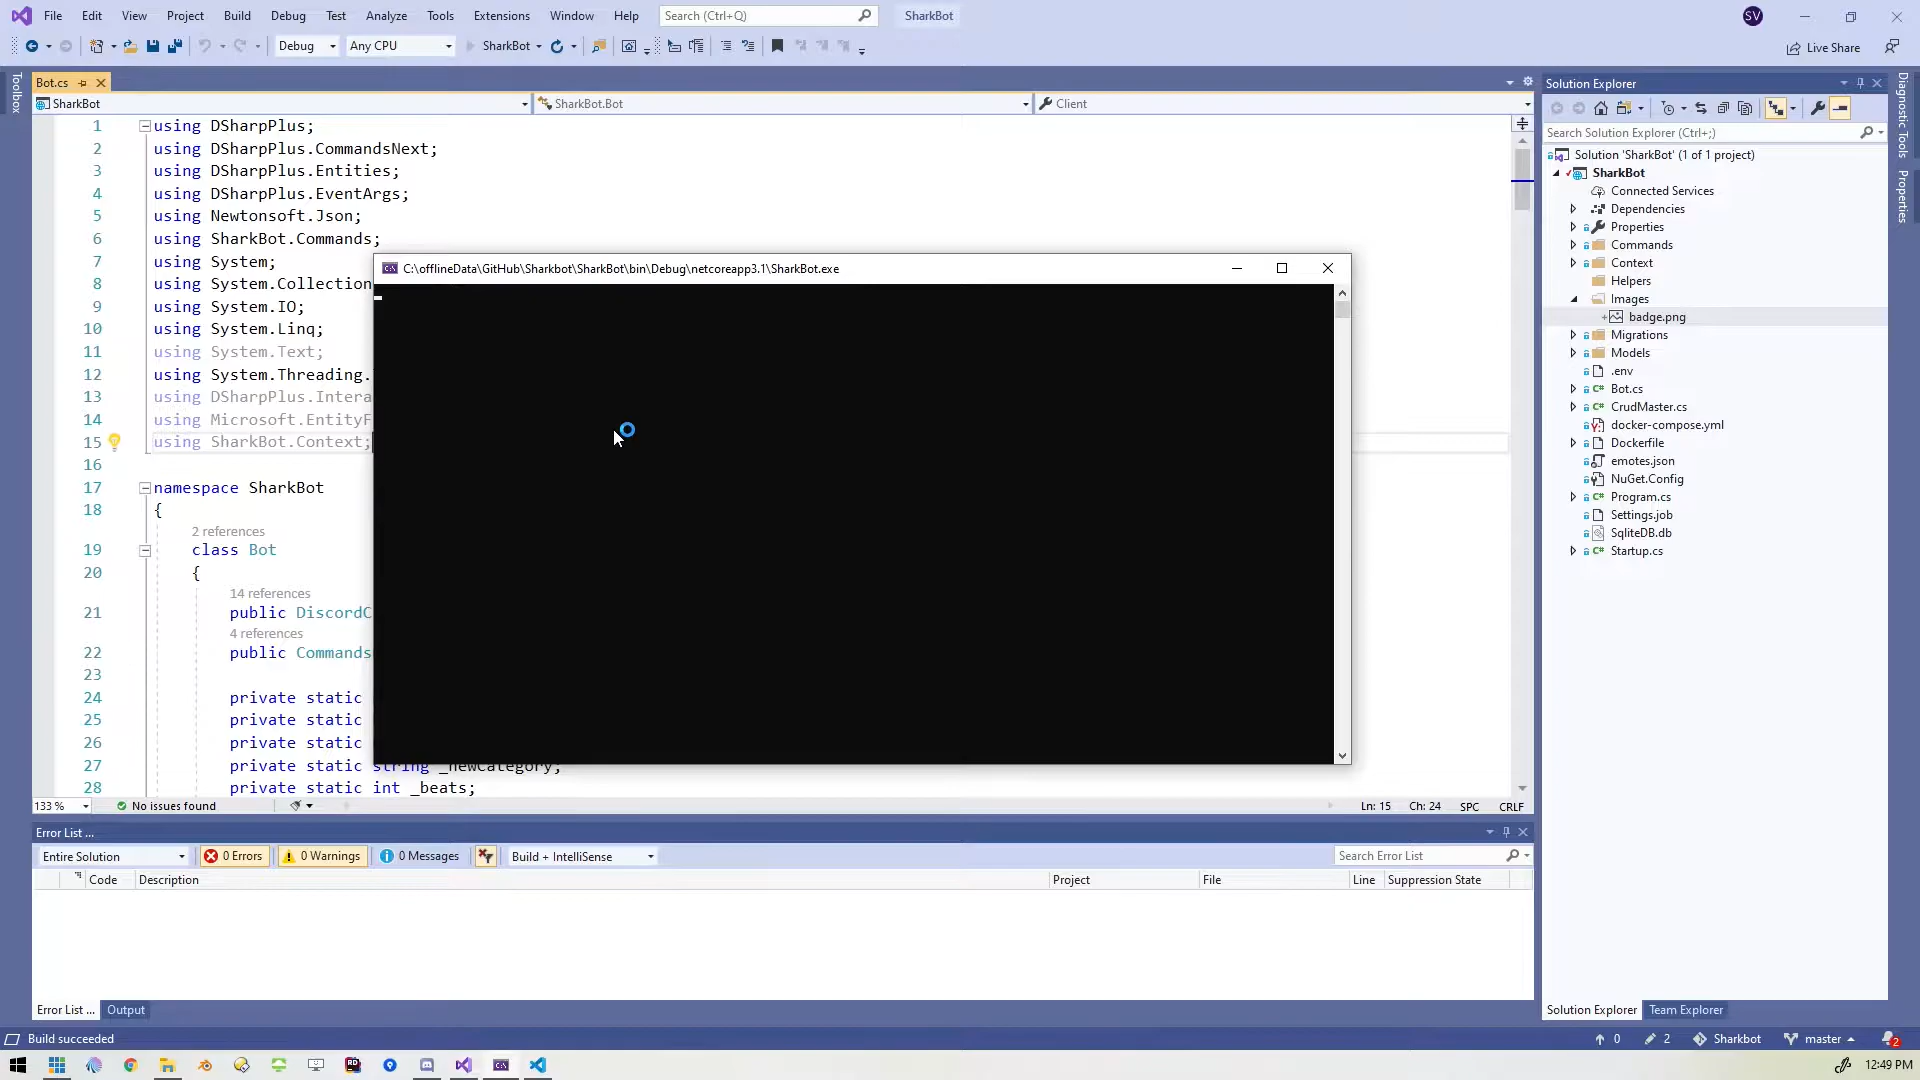 File Edit View Project Build Debug Test Analyze Tools Extensions Window Help Search (Ctrl+Q) SharkBot SV
Debug Any CPU SharkBot Live Share
Toolbox
Bot.cs
SharkBot SharkBot.Bot Client
1 using DSharpPlus;
2 using DSharpPlus.CommandsNext;
3 using DSharpPlus.Entities;
4 using DSharpPlus.EventArgs;
5 using Newtonsoft.Json;
6 using SharkBot.Commands;
7 using System;
8 using System.Collection
9 using System.IO;
10 using System.Linq;
11 using System.Text;
12 using System.Threading.
13 using DSharpPlus.Intera
14 using Microsoft.EntityF
15 using SharkBot.Context;
16
17 namespace SharkBot
18 {
2 references
19 class Bot
20 {
14 references
21 public DiscordC
4 references
22 public Commands
23
24 private static
25 private static
26 private static
27 private static string _newCategory;
28 private static int _beats;
C:\offlineData\GitHub\Sharkbot\SharkBot\bin\Debug\netcoreapp3.1\SharkBot.exe
133 % No issues found Ln: 15 Ch: 24 SPC CRLF
Error List ...
Entire Solution 0 Errors 0 Warnings 0 Messages Build + IntelliSense Search Error List
Code Description Project File Line Suppression State
Error List ... Output
Solution Explorer
Search Solution Explorer (Ctrl+;)
Solution 'SharkBot' (1 of 1 project)
SharkBot
Connected Services
Dependencies
Properties
Commands
Context
Helpers
Images
badge.png
Migrations
Models
.env
Bot.cs
CrudMaster.cs
docker-compose.yml
Dockerfile
emotes.json
NuGet.Config
Program.cs
Settings.job
SqliteDB.db
Startup.cs
Solution Explorer Team Explorer
Diagnostic Tools
Properties
Build succeeded 0 2 Sharkbot master 2
12:49 PM